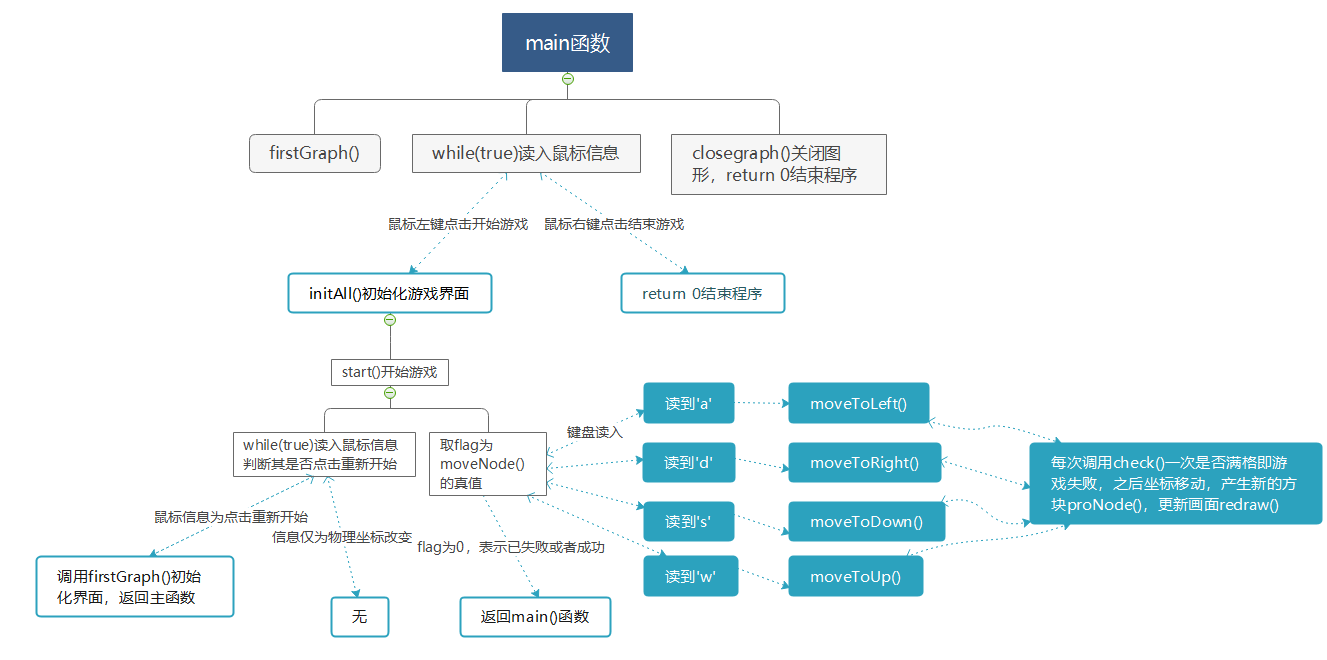 main函数
firstGraph()
while(true)读入鼠标信息
closegraph()关闭图
形，return 0结束程序
鼠标左键点击开始游戏
鼠标右键点击结束游戏
initAll()初始化游戏界面
return 0结束程序
start()开始游戏
while(true)读入鼠标信息
判断其是否点击重新开始
取flag为
moveNode()
的真值
键盘读入
读到'a'
moveToLeft()
读到'd'
moveToRight()
读到's'
moveToDown()
读到'w'
moveToUp()
每次调用check()一次是否满格即游
戏失败，之后坐标移动，产生新的方
块proNode()，更新画面redraw()
鼠标信息为点击重新开始
信息仅为物理坐标改变
flag为0，表示已失败或者成功
调用firstGraph()初始
化界面，返回主函数
无
返回main()函数